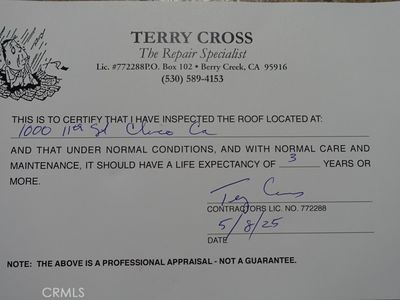 TERRY CROSS
The Repair Specialist
Lic. #772288P.O. Box 102 • Berry Creek, CA 95916
(530) 589-4153
THIS IS TO CERTIFY THAT I HAVE INSPECTED THE ROOF LOCATED AT:
1000 11th St Chico Ca
AND THAT UNDER NORMAL CONDITIONS, AND WITH NORMAL CARE AND
MAINTENANCE, IT SHOULD HAVE A LIFE EXPECTANCY OF 3 YEARS OR
MORE.
CONTRACTORS LIC. NO. 772288
5/8/25
DATE
NOTE: THE ABOVE IS A PROFESSIONAL APPRAISAL - NOT A GUARANTEE.
CRMLS